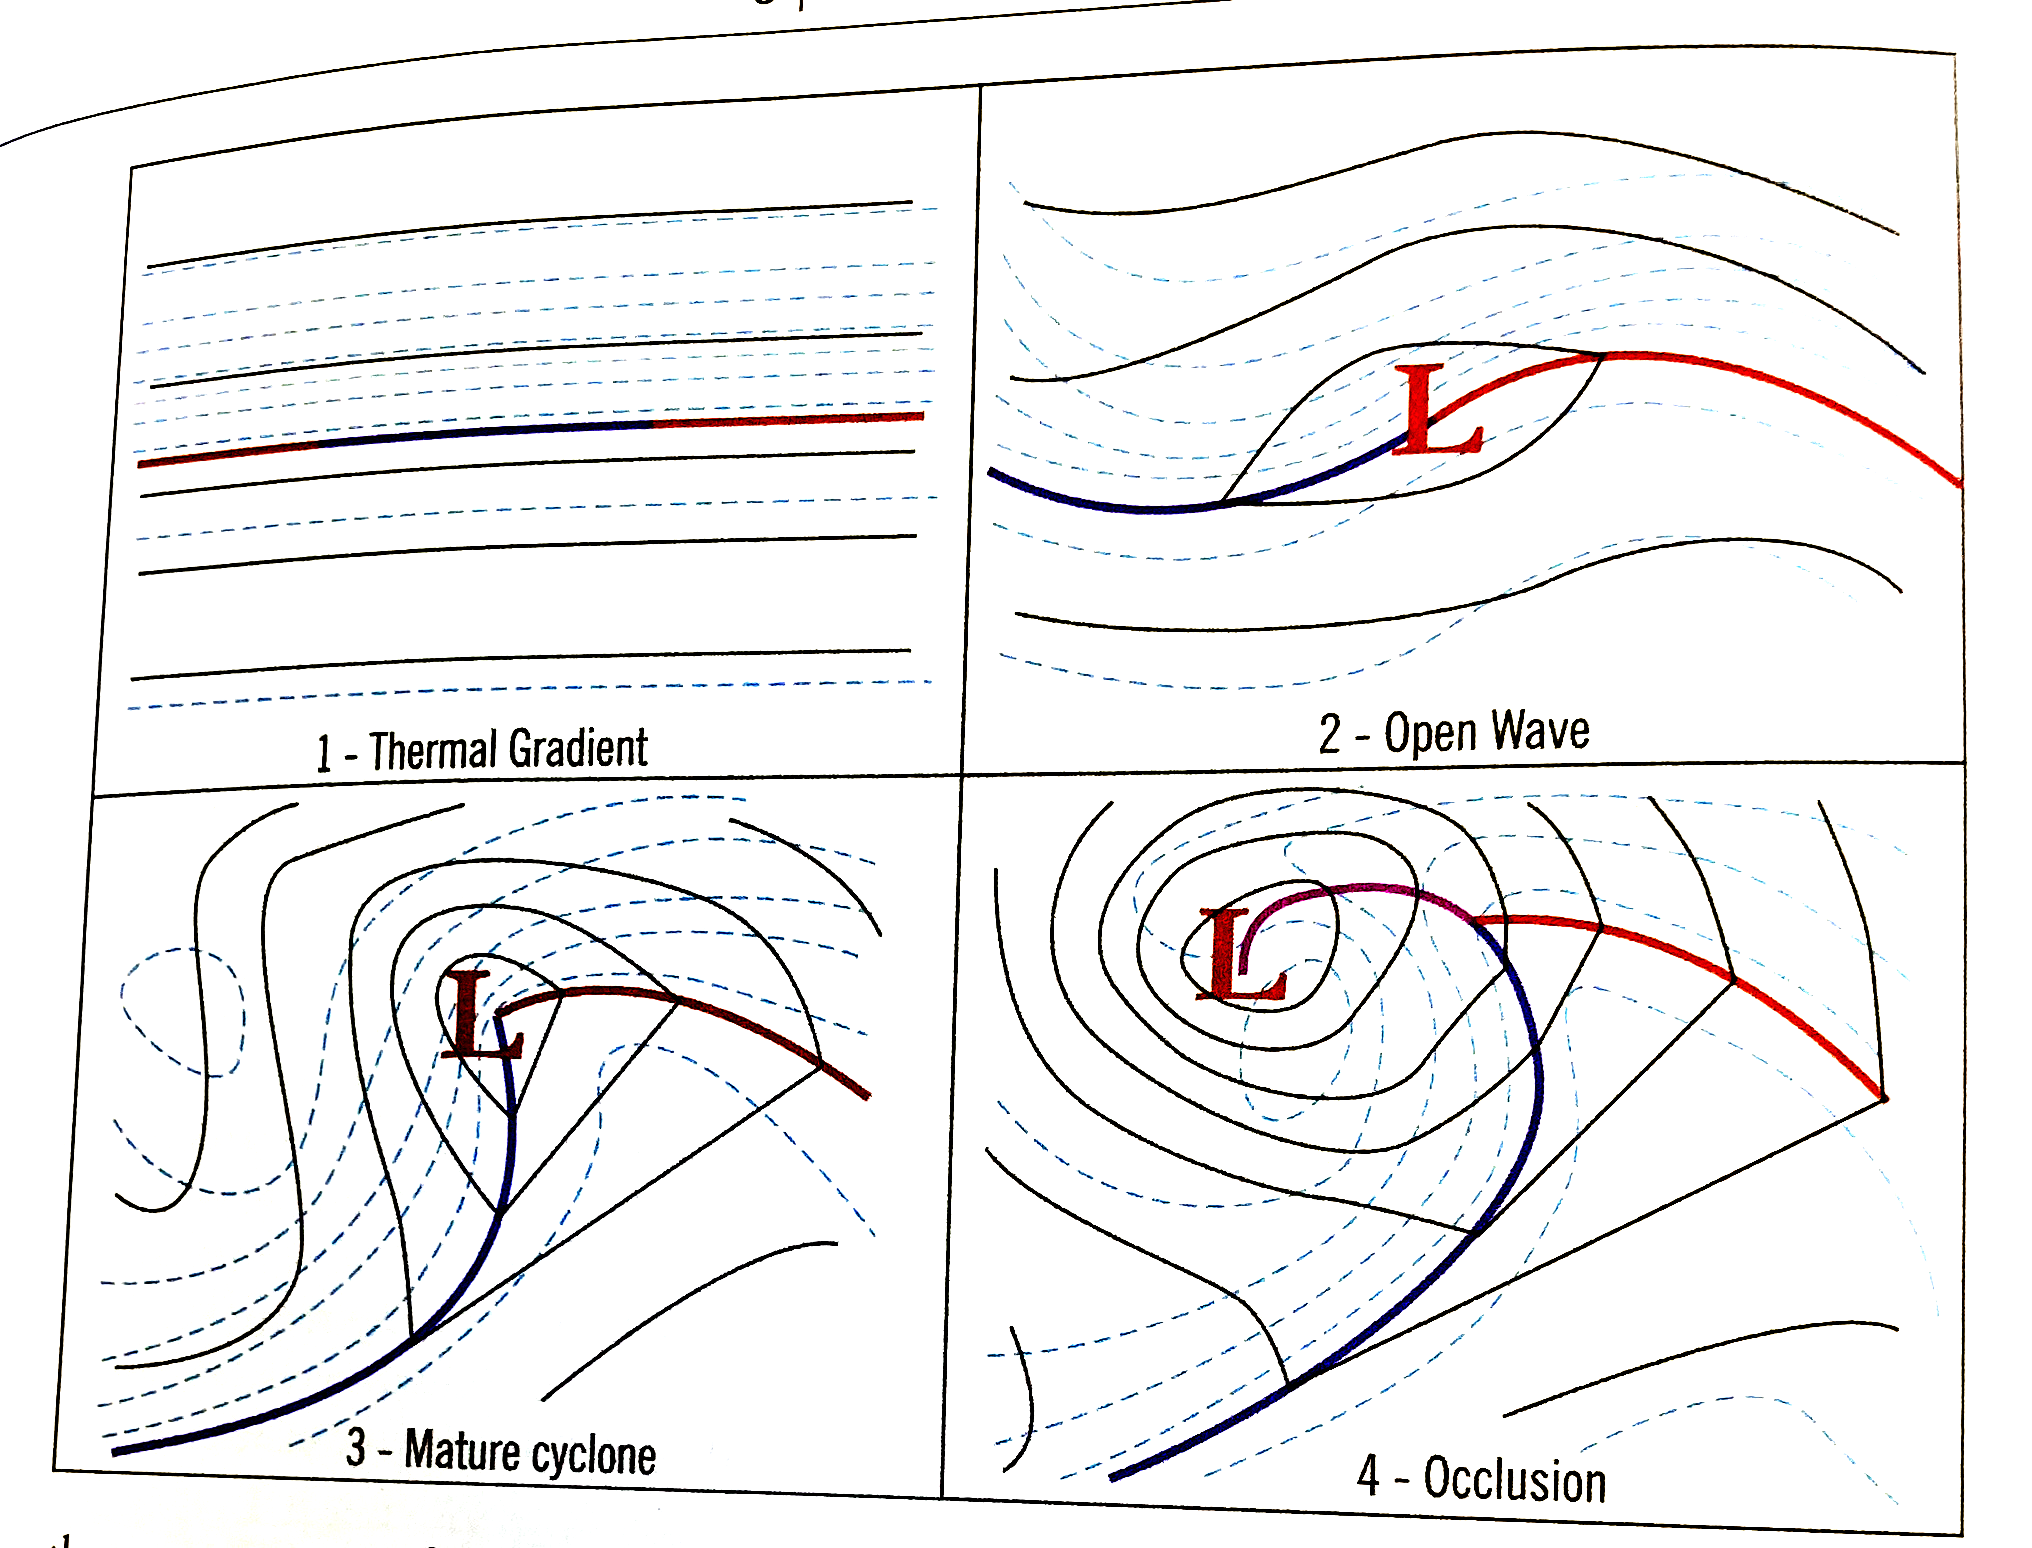 1 - Thermal Gradient
2 - Open Wave
L
3 - Mature cyclone
L
4 - Occlusion
L